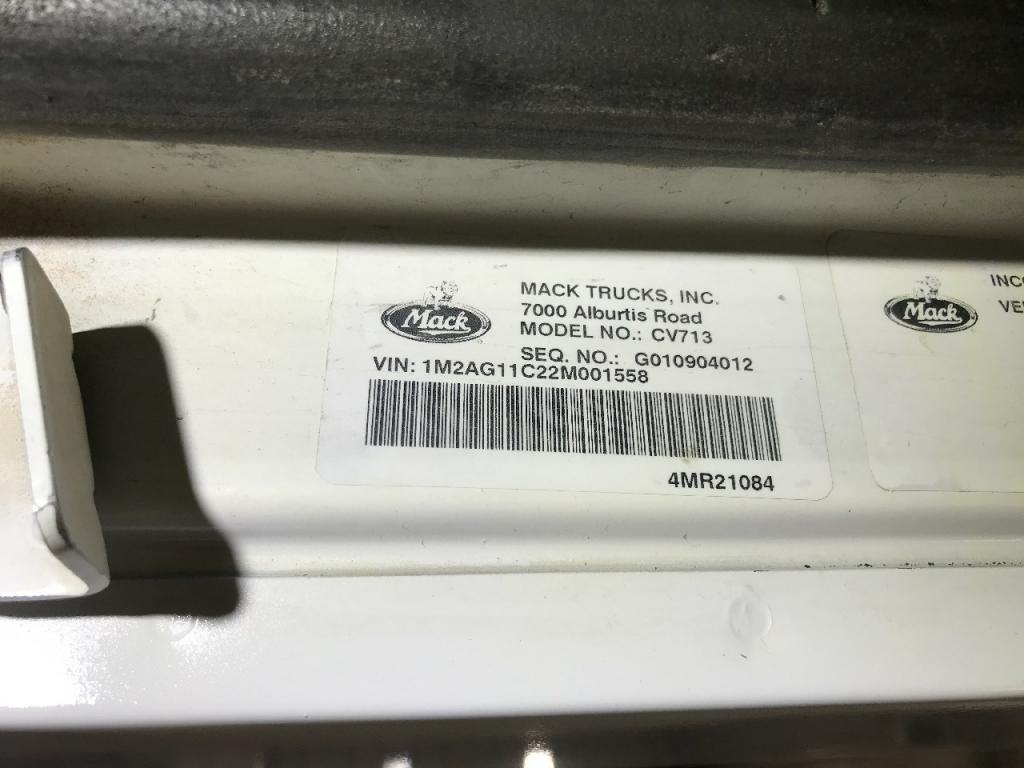 Mack
MACK TRUCKS, INC.
7000 Alburtis Road
MODEL NO.: CV713
SEQ. NO.: G010904012
VIN: 1M2AG11C22M001558
4MR21084
Mack